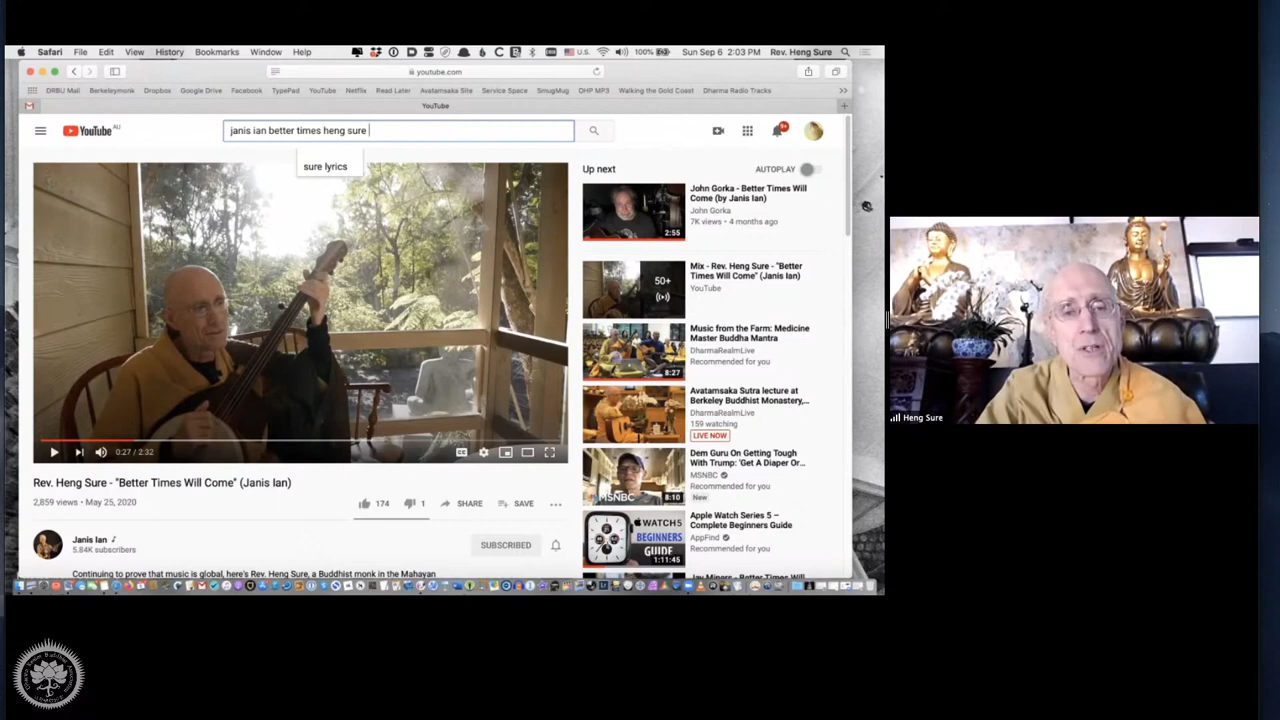 Safari File Edit View History Bookmarks Window Help
U.S. 100% Sun Sep 6 2:03 PM Rev. Heng Sure
youtube.com
DRBU Mail Berkeleymonk Dropbox Google Drive Facebook TypePad YouTube Netflix Read Later Avatamsaka Site Service Space SmugMug DHP MP3 Walking the Gold Coast Dharma Radio Tracks
YouTube
YouTube AU
janis ian better times heng sure
9+
sure lyrics
Up next
AUTOPLAY
John Gorka - Better Times Will
Come (by Janis Ian)
John Gorka
7K views • 4 months ago
2:55
Mix - Rev. Heng Sure - "Better
Times Will Come" (Janis Ian)
YouTube
50+
Music from the Farm: Medicine
Master Buddha Mantra
DharmaRealmLive
Recommended for you
8:27
Avatamsaka Sutra lecture at
Berkeley Buddhist Monastery,...
DharmaRealmLive
159 watching
LIVE NOW
Dem Guru On Getting Tough
With Trump: 'Get A Diaper Or...
MSNBC
Recommended for you
New
MSNBC
8:10
Apple Watch Series 5 –
Complete Beginners Guide
AppFind
Recommended for you
WATCH5
BEGINNERS
GUIDE
1:11:45
0:27 / 2:32
CC
Rev. Heng Sure - "Better Times Will Come" (Janis Ian)
2,859 views • May 25, 2020
174 1 SHARE SAVE
Janis Ian
5.84K subscribers
SUBSCRIBED
Continuing to prove that music is global, here's Rev. Heng Sure, a Buddhist monk in the Mahayan
Heng Sure